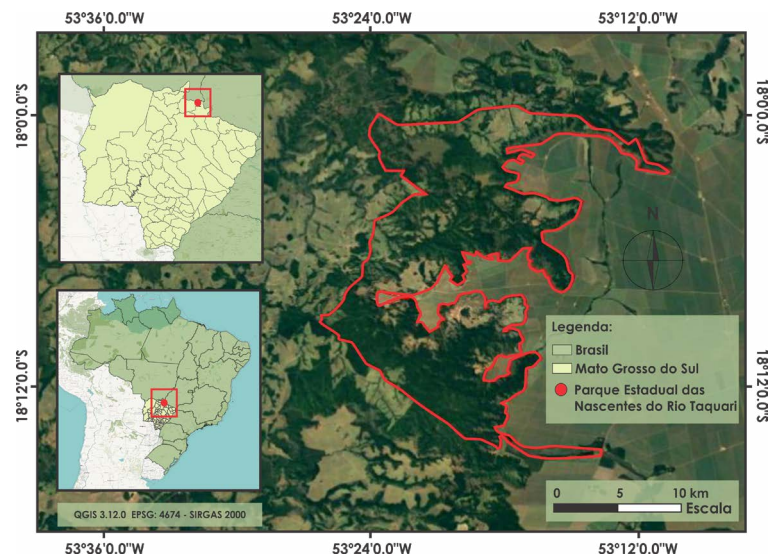 53°36'0.0"W
53°24'0.0"W
53°12'0.0"W
18°0'0.0"S
18°0'0.0"S
N
Legenda:
Brasil
Mato Grosso do Sul
Parque Estadual das
Nascentes do Rio Taquari
18°12'0.0"S
18°12'0.0"S
0 5 10 km
Escala
QGIS 3.12.0 EPSG: 4674 - SIRGAS 2000
53°36'0.0"W
53°24'0.0"W
53°12'0.0"W